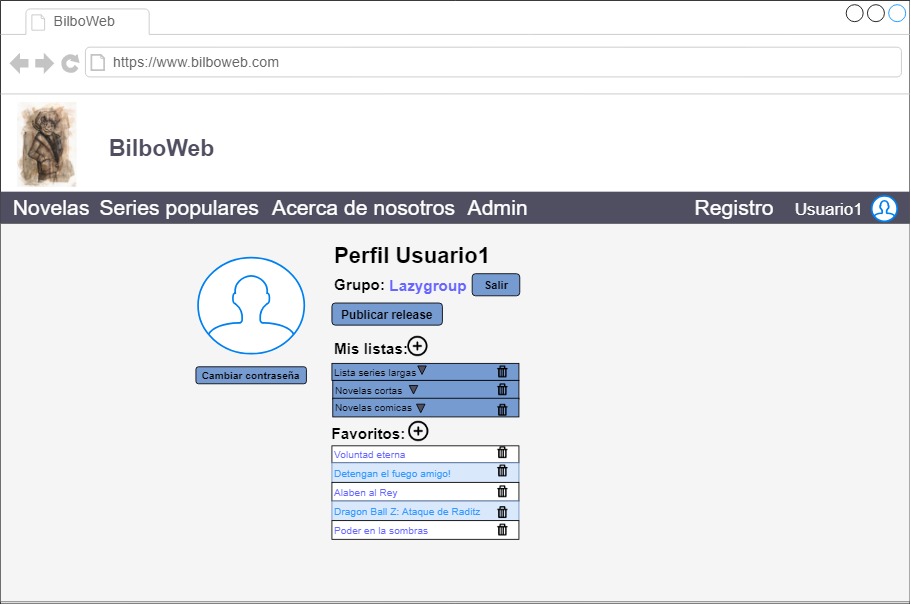 BilboWeb
https://www.bilboweb.com
BilboWeb
Novelas Series populares Acerca de nosotros Admin Registro Usuario1
Perfil Usuario1
Grupo: Lazygroup Salir
Publicar release
Cambiar contraseña
Mis listas:
Lista series largas
Novelas cortas
Novelas comicas
Favoritos:
Voluntad eterna
Detengan el fuego amigo!
Alaben al Rey
Dragon Ball Z: Ataque de Raditz
Poder en la sombras